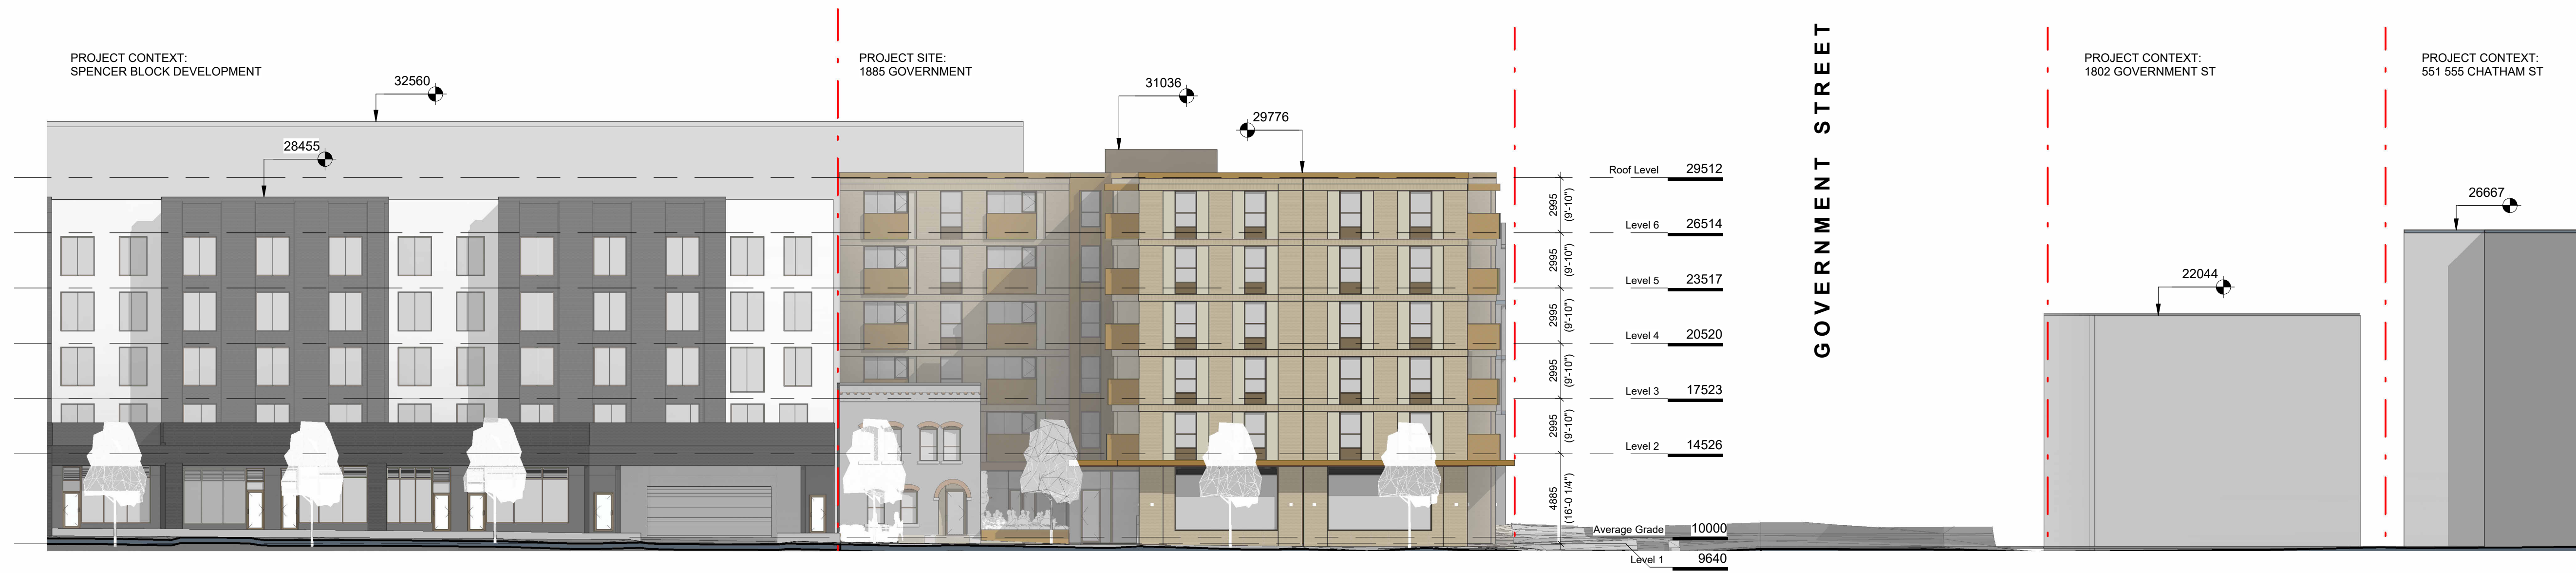 PROJECT CONTEXT:
SPENCER BLOCK DEVELOPMENT
32560
28455
PROJECT SITE:
1885 GOVERNMENT
31036
29776
Roof Level 29512
Level 6 26514
Level 5 23517
Level 4 20520
Level 3 17523
Level 2 14526
Average Grade 10000
Level 1 9640
2995
(9'-10")
2995
(9'-10")
2995
(9'-10")
2995
(9'-10")
2995
(9'-10")
4885
(16'-0 1/4")
GOVERNMENT STREET
PROJECT CONTEXT:
1802 GOVERNMENT ST
22044
PROJECT CONTEXT:
551 555 CHATHAM ST
26667